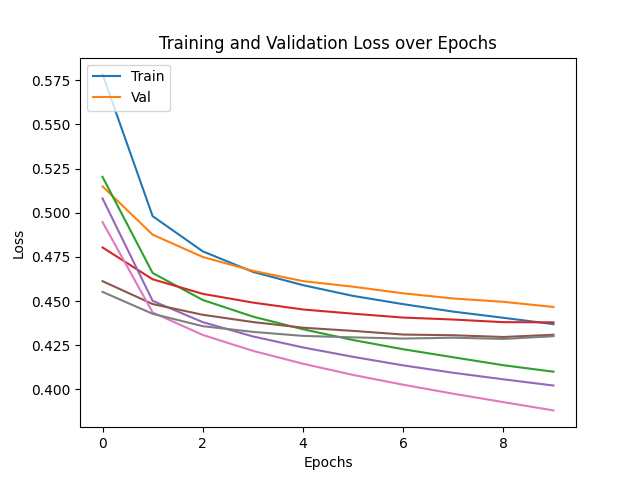 Training and Validation Loss over Epochs
Train
Val
0.575
0.550
0.525
0.500
0.475
0.450
0.425
0.400
Loss
0 2 4 6 8
Epochs